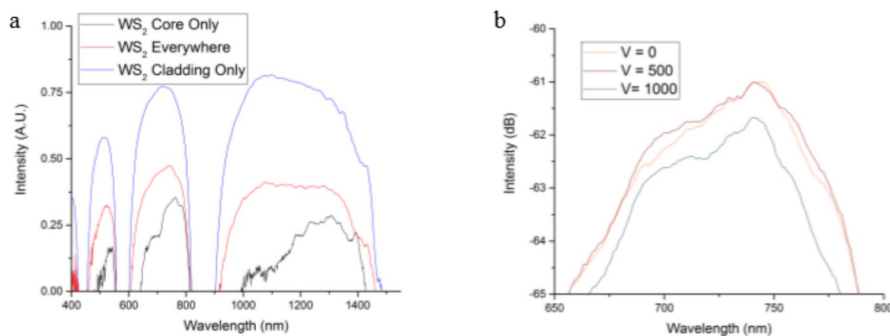 a
WS2 Core Only
WS2 Everywhere
WS2 Cladding Only
1.00
0.75
0.50
0.25
0.00
Intensity (A.U.)
400 600 800 1000 1200 1400
Wavelength (nm)
b
V = 0
V = 500
V= 1000
-60
-61
-62
-63
-64
-65
Intensity (dB)
650 700 750 800
Wavelength (nm)